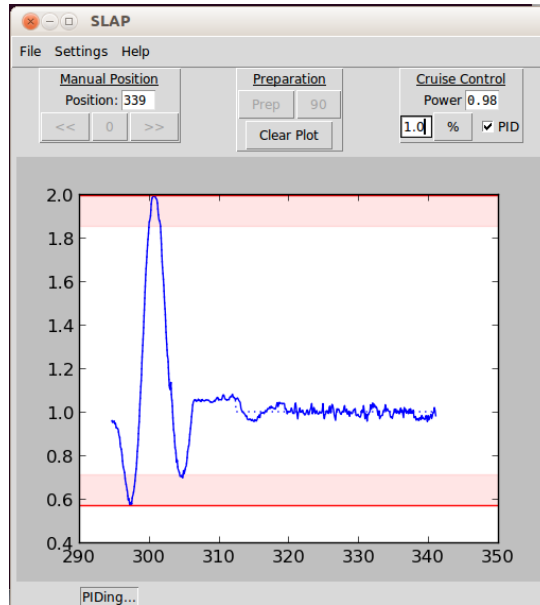 SLAP
File Settings Help
Manual Position
Position: 339
<< 0 >>
Preparation
Prep 90
Clear Plot
Cruise Control
Power 0.98
1.0 % PID
2.0
1.8
1.6
1.4
1.2
1.0
0.8
0.6
0.4
290 300 310 320 330 340 350
PIDing...